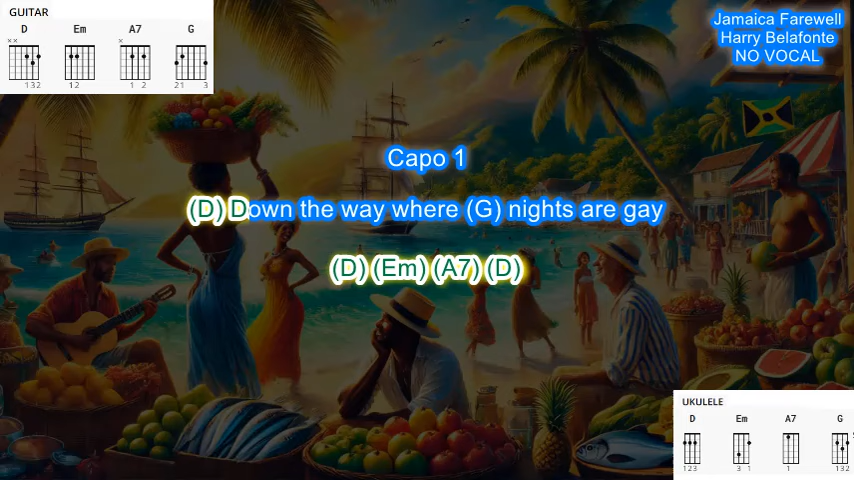 GUITAR
D Em A7 G
×× ×
132 12 1 2 21 3
Jamaica Farewell
Harry Belafonte
NO VOCAL
Capo 1
(D) Down the way where (G) nights are gay
(D) (Em) (A7) (D)
UKULELE
D Em A7 G
123 3 1 1 132